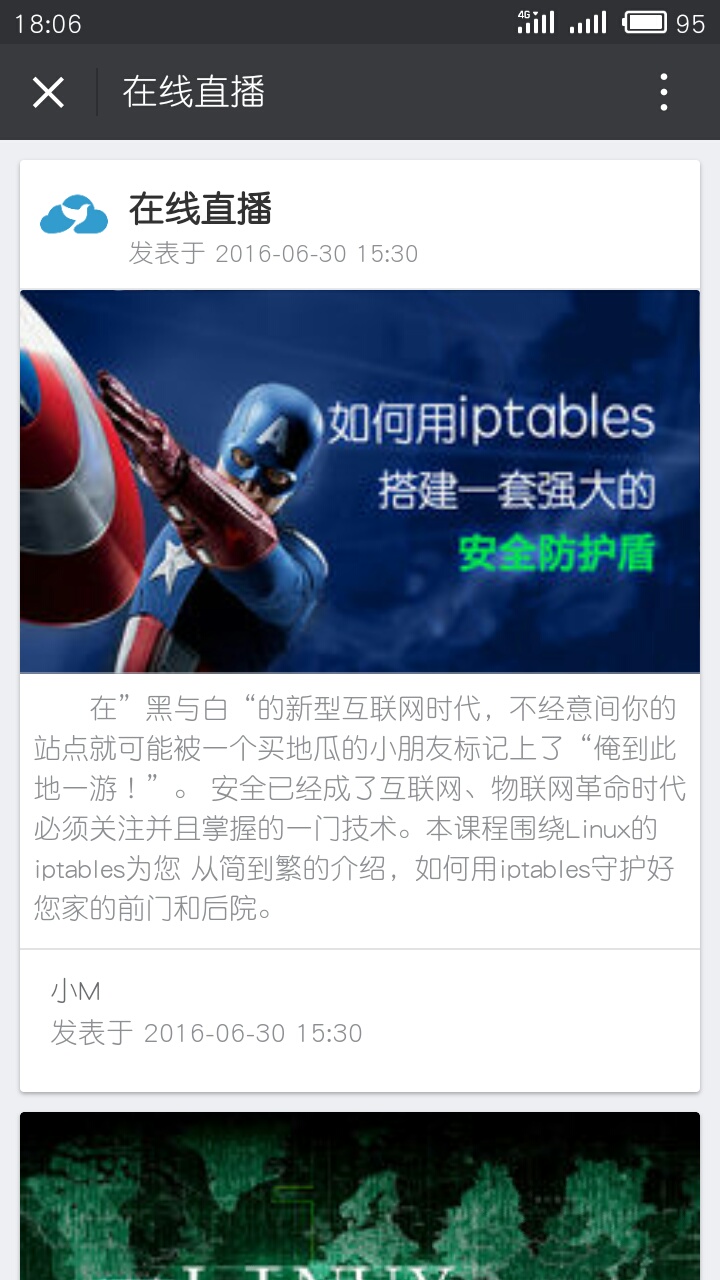 18:06
4G
95
在线直播
在线直播
发表于 2016-06-30 15:30
A
如何用iptables
搭建一套强大的
安全防护盾
在”黑与白“的新型互联网时代，不经意间你的
站点就可能被一个买地瓜的小朋友标记上了“俺到此
地一游！”。 安全已经成了互联网、物联网革命时代
必须关注并且掌握的一门技术。本课程围绕Linux的
iptables为您 从简到繁的介绍，如何用iptables守护好
您家的前门和后院。
小M
发表于 2016-06-30 15:30
LINUX